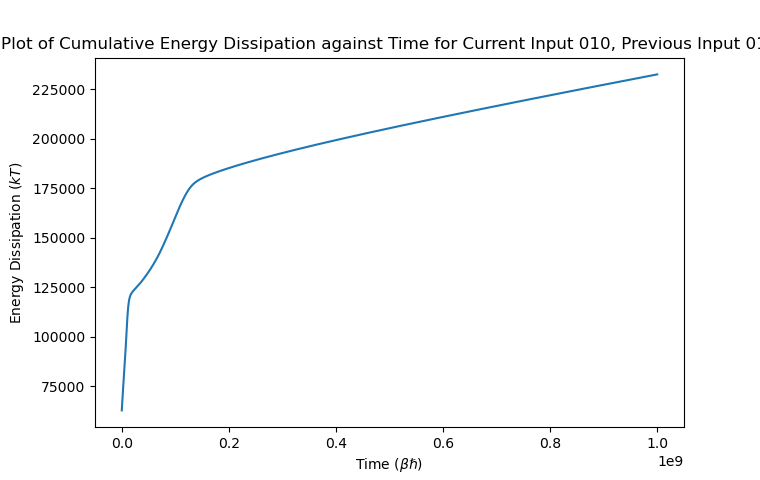 Plot of Cumulative Energy Dissipation against Time for Current Input 010, Previous Input 01
225000
200000
175000
150000
125000
100000
75000
Energy Dissipation (kT)
0.0 0.2 0.4 0.6 0.8 1.0
1e9
Time (βℏ)